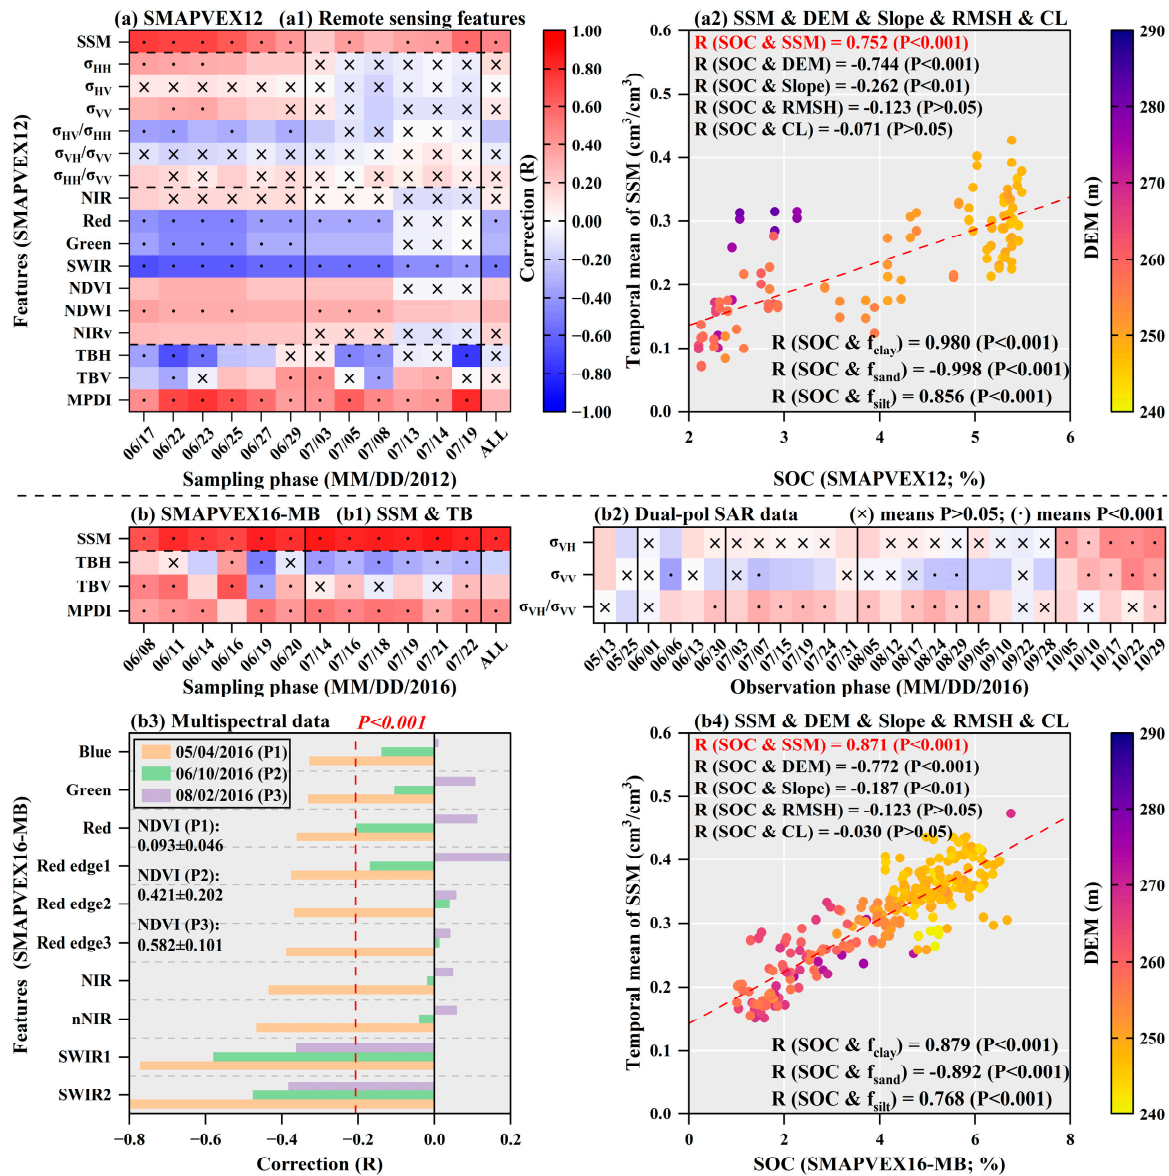 (a) SMAPVEX12 (a1) Remote sensing features
Features (SMAPVEX12)
SSM
σHH
σHV
σVV
σHV/σHH
σVH/σVV
σHH/σVV
NIR
Red
Green
SWIR
NDVI
NDWI
NIRv
TBH
TBV
MPDI
06/17 06/22 06/23 06/25 06/27 06/29 07/03 07/05 07/08 07/13 07/14 07/19 ALL
Sampling phase (MM/DD/2012)
1.00
0.80
0.60
0.40
0.20
0.00
−0.20
−0.40
−0.60
−0.80
−1.00
Correction (R)
(a2) SSM & DEM & Slope & RMSH & CL
R (SOC & SSM) = 0.752 (P<0.001)
R (SOC & DEM) = -0.744 (P<0.001)
R (SOC & Slope) = -0.262 (P<0.01)
R (SOC & RMSH) = -0.123 (P>0.05)
R (SOC & CL) = -0.071 (P>0.05)
R (SOC & fclay) = 0.980 (P<0.001)
R (SOC & fsand) = -0.998 (P<0.001)
R (SOC & fsilt) = 0.856 (P<0.001)
Temporal mean of SSM (cm3/cm3)
0.6
0.5
0.4
0.3
0.2
0.1
0.0
2 3 4 5 6
SOC (SMAPVEX12; %)
DEM (m)
290
280
270
260
250
240
(b) SMAPVEX16-MB (b1) SSM & TB
SSM
TBH
TBV
MPDI
06/08 06/11 06/14 06/16 06/19 06/20 07/14 07/16 07/18 07/19 07/21 07/22 ALL
Sampling phase (MM/DD/2016)
(b2) Dual-pol SAR data (×) means P>0.05; (·) means P<0.001
σVH
σVV
σVH/σVV
05/13 05/25 06/01 06/06 06/13 06/30 07/03 07/07 07/15 07/19 07/24 07/31 08/05 08/12 08/17 08/24 08/29 09/05 09/10 09/22 09/28 10/05 10/10 10/17 10/22 10/29
Observation phase (MM/DD/2016)
(b3) Multispectral data P<0.001
Features (SMAPVEX16-MB)
Blue
Green
Red
Red edge1
Red edge2
Red edge3
NIR
nNIR
SWIR1
SWIR2
05/04/2016 (P1)
06/10/2016 (P2)
08/02/2016 (P3)
NDVI (P1):
0.093±0.046
NDVI (P2):
0.421±0.202
NDVI (P3):
0.582±0.101
−0.8 −0.6 −0.4 −0.2 0.0 0.2
Correction (R)
(b4) SSM & DEM & Slope & RMSH & CL
R (SOC & SSM) = 0.871 (P<0.001)
R (SOC & DEM) = -0.772 (P<0.001)
R (SOC & Slope) = -0.187 (P<0.01)
R (SOC & RMSH) = -0.123 (P>0.05)
R (SOC & CL) = -0.030 (P>0.05)
R (SOC & fclay) = 0.879 (P<0.001)
R (SOC & fsand) = -0.892 (P<0.001)
R (SOC & fsilt) = 0.768 (P<0.001)
Temporal mean of SSM (cm3/cm3)
0.6
0.5
0.4
0.3
0.2
0.1
0.0
0 2 4 6 8
SOC (SMAPVEX16-MB; %)
DEM (m)
290
280
270
260
250
240